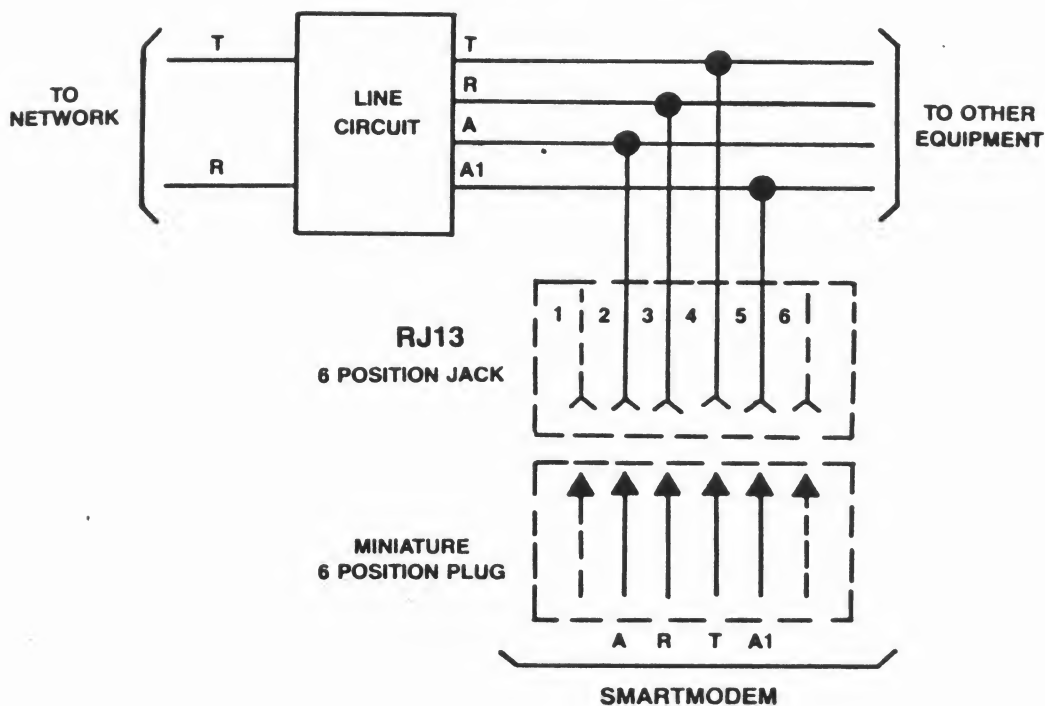 T
T
R
A
A1
R
TO
NETWORK
LINE
CIRCUIT
TO OTHER
EQUIPMENT
1 2 3 4 5 6
RJ13
6 POSITION JACK
MINIATURE
6 POSITION PLUG
A R T A1
SMARTMODEM